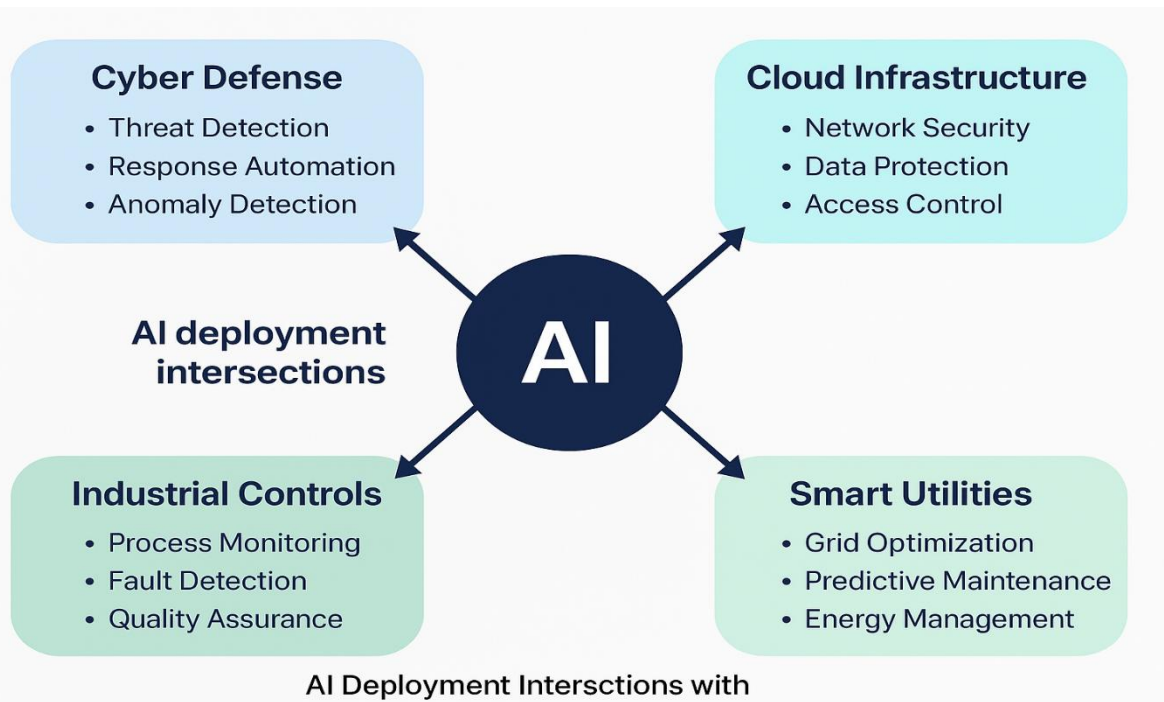 Cyber Defense
• Threat Detection
• Response Automation
• Anomaly Detection
Cloud Infrastructure
• Network Security
• Data Protection
• Access Control
AI deployment
intersections
AI
Industrial Controls
• Process Monitoring
• Fault Detection
• Quality Assurance
Smart Utilities
• Grid Optimization
• Predictive Maintenance
• Energy Management
AI Deployment Intersctions with